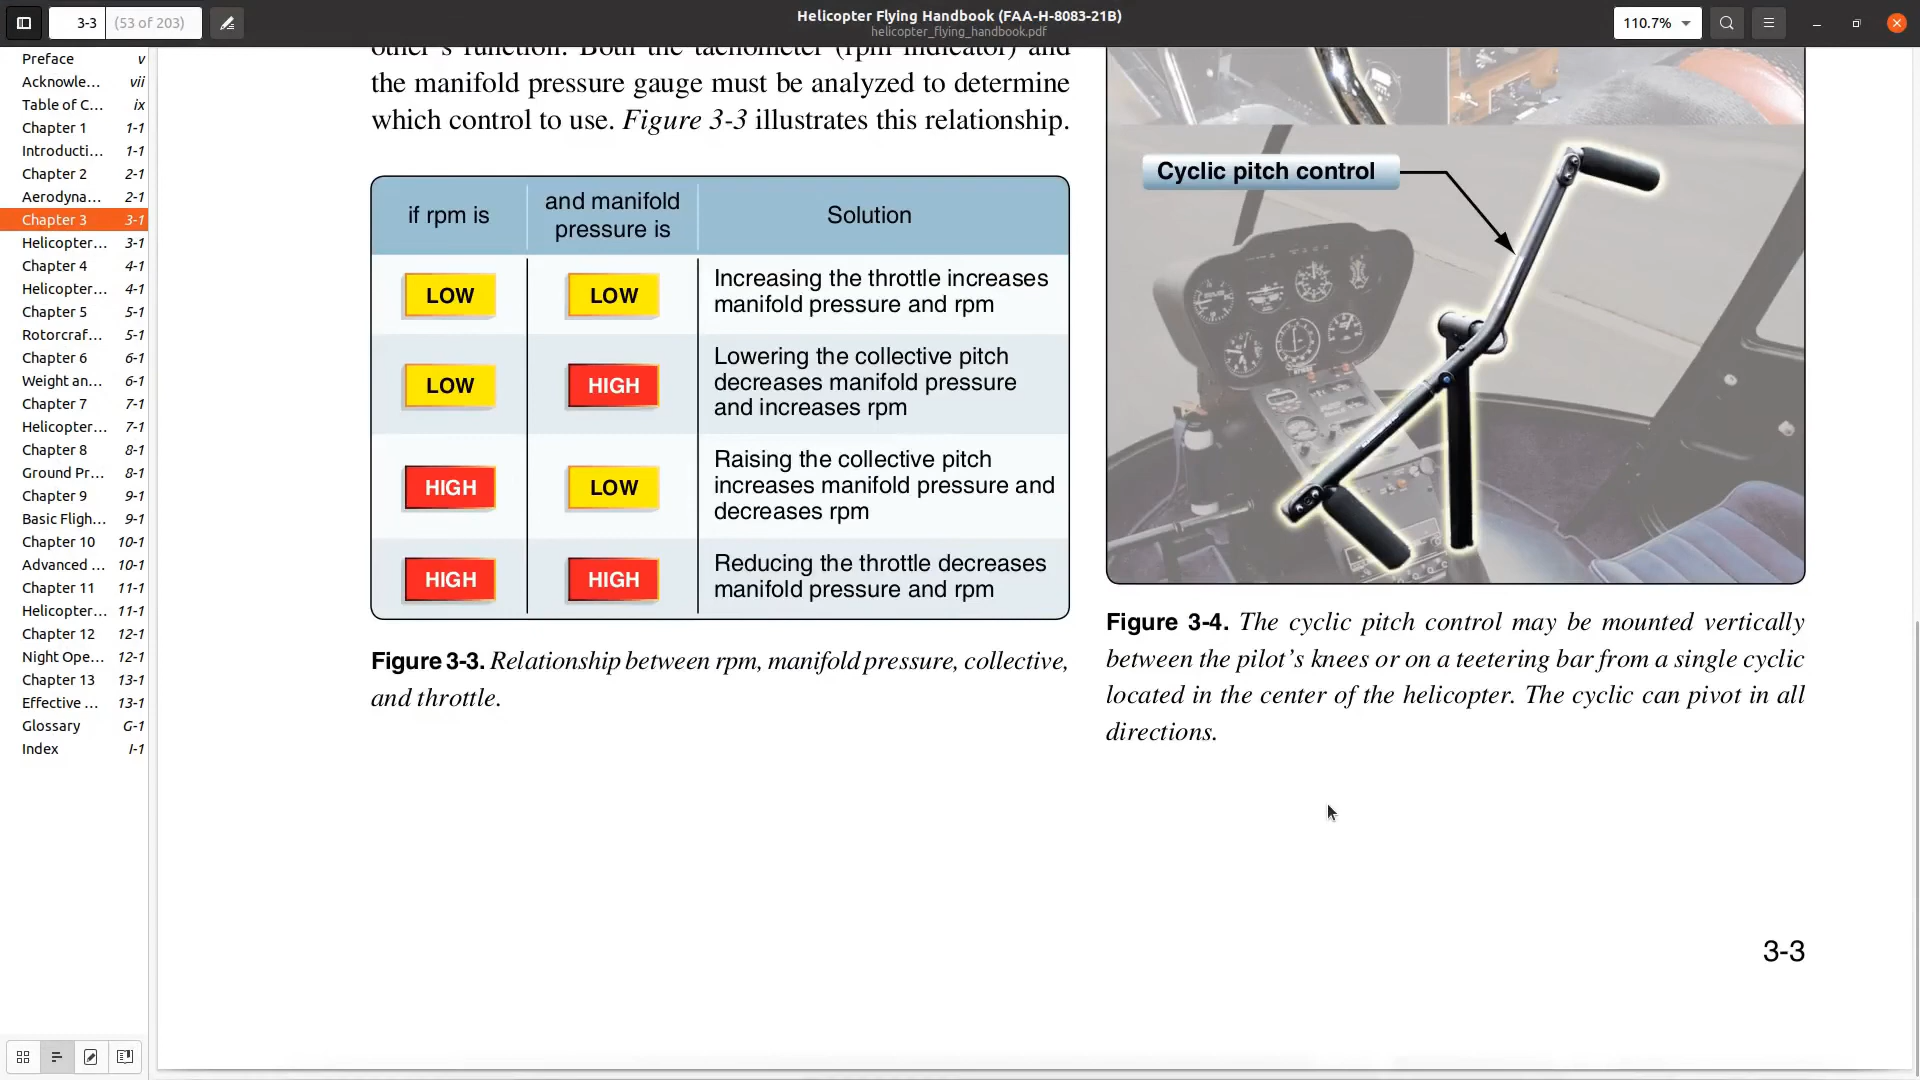 3-3
(53 of 203)
Helicopter Flying Handbook (FAA-H-8083-21B)
helicopter_flying_handbook.pdf
110.7%
Preface v
Acknowle... vii
Table of C... ix
Chapter 1 1-1
Introducti... 1-1
Chapter 2 2-1
Aerodyna... 2-1
Chapter 3 3-1
Helicopter... 3-1
Chapter 4 4-1
Helicopter... 4-1
Chapter 5 5-1
Rotorcraf... 5-1
Chapter 6 6-1
Weight an... 6-1
Chapter 7 7-1
Helicopter... 7-1
Chapter 8 8-1
Ground Pr... 8-1
Chapter 9 9-1
Basic Fligh... 9-1
Chapter 10 10-1
Advanced ... 10-1
Chapter 11 11-1
Helicopter... 11-1
Chapter 12 12-1
Night Ope... 12-1
Chapter 13 13-1
Effective ... 13-1
Glossary G-1
Index I-1
other's function. Both the tachometer (rpm indicator) and
the manifold pressure gauge must be analyzed to determine
which control to use. Figure 3-3 illustrates this relationship.
if rpm is
and manifold
pressure is
Solution
LOW
LOW
Increasing the throttle increases
manifold pressure and rpm
LOW
HIGH
Lowering the collective pitch
decreases manifold pressure
and increases rpm
HIGH
LOW
Raising the collective pitch
increases manifold pressure and
decreases rpm
HIGH
HIGH
Reducing the throttle decreases
manifold pressure and rpm
Figure 3-3. Relationship between rpm, manifold pressure, collective,
and throttle.
Cyclic pitch control
Figure 3-4. The cyclic pitch control may be mounted vertically
between the pilot's knees or on a teetering bar from a single cyclic
located in the center of the helicopter. The cyclic can pivot in all
directions.
3-3